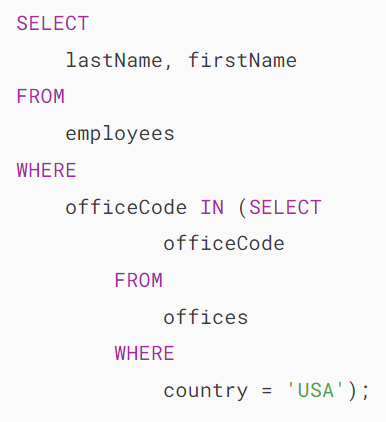 SELECT
    lastName, firstName
FROM
    employees
WHERE
    officeCode IN (SELECT
            officeCode
        FROM
            offices
        WHERE
            country = 'USA');